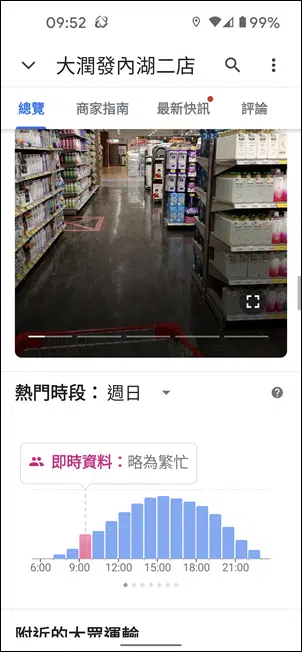 09:52 99%
大潤發內湖二店
總覽 商家指南 最新快訊 評論
熱門時段： 週日
即時資料：略為繁忙
6:00 9:00 12:00 15:00 18:00 21:00
附近的大眾運輸